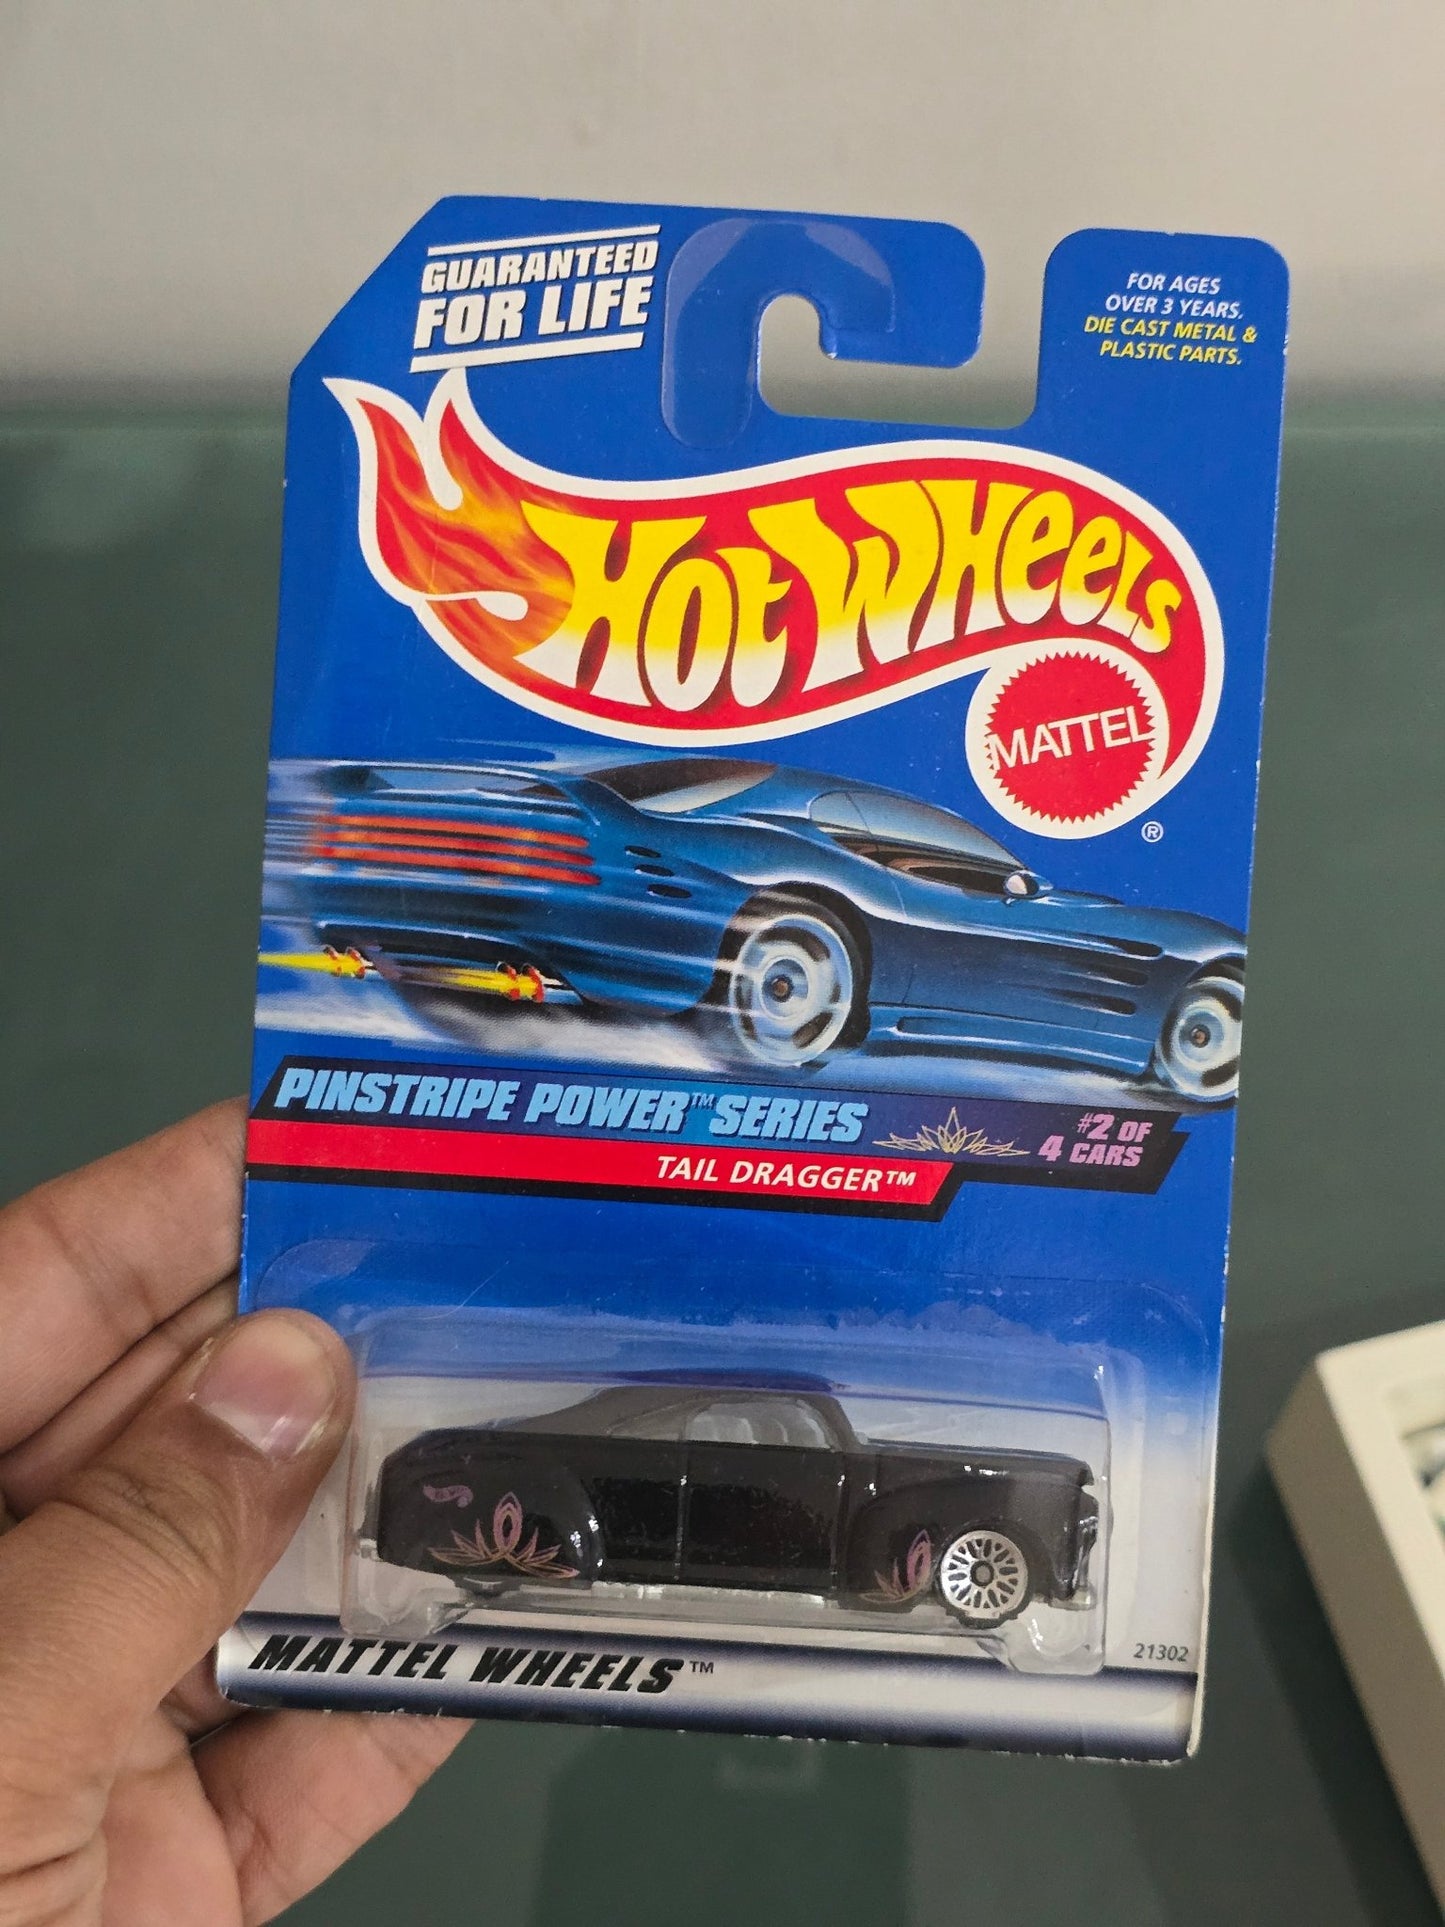 GUARANTEED
FOR LIFE
FOR AGES
OVER 3 YEARS.
DIE CAST METAL &
PLASTIC PARTS.
HOT WHEELS
MATTEL
®
PINSTRIPE POWER™ SERIES
#2 OF
4 CARS
TAIL DRAGGER™
21302
MATTEL WHEELS™